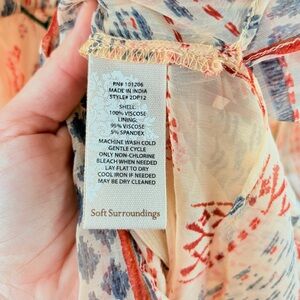 RN# 101206
MADE IN INDIA
STYLE# 2DP12
SHELL:
100% VISCOSE
LINING:
95% VISCOSE
5% SPANDEX
MACHINE WASH COLD
GENTLE CYCLE
ONLY NON-CHLORINE
BLEACH WHEN NEEDED
LAY FLAT TO DRY
COOL IRON IF NEEDED
MAY BE DRY CLEANED
Soft Surroundings